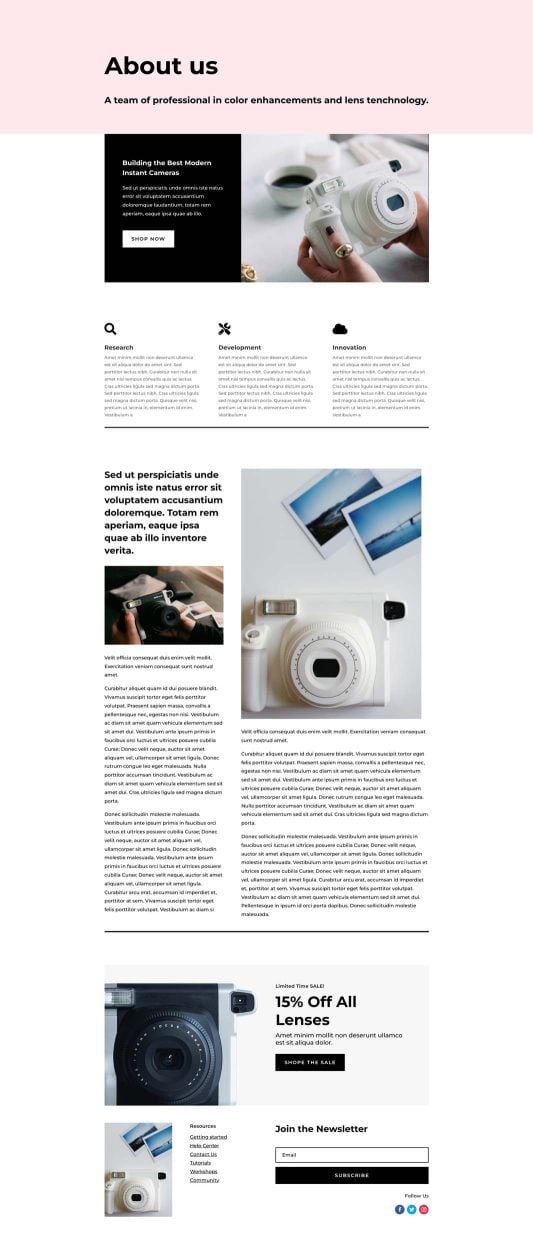 About us
A team of professional in color enhancements and lens tenchnology.
Building the Best Modern
Instant Cameras
Sed ut perspiciatis unde omnis iste natus
error sit voluptatem accusantium
doloremque laudantium, totam rem
aperiam, eaque ipsa quae ab illo.
SHOP NOW
Research
Amet minim mollit non deserunt ullamco
est sit aliqua dolor do amet sint. Sed
porttitor lectus nibh. Curabitur non nulla sit
amet nisl tempus convallis quis ac lectus.
Cras ultricies ligula sed magna dictum porta.
Sed porttitor lectus nibh. Cras ultricies ligula
sed magna dictum porta. Quisque velit nisi,
pretium ut lacinia in, elementum id enim.
Vestibulum a
Development
Amet minim mollit non deserunt ullamco
est sit aliqua dolor do amet sint. Sed
porttitor lectus nibh. Curabitur non nulla sit
amet nisl tempus convallis quis ac lectus.
Cras ultricies ligula sed magna dictum porta.
Sed porttitor lectus nibh. Cras ultricies ligula
sed magna dictum porta. Quisque velit nisi,
pretium ut lacinia in, elementum id enim.
Vestibulum a
Innovation
Amet minim mollit non deserunt ullamco
est sit aliqua dolor do amet sint. Sed
porttitor lectus nibh. Curabitur non nulla sit
amet nisl tempus convallis quis ac lectus.
Cras ultricies ligula sed magna dictum porta.
Sed porttitor lectus nibh. Cras ultricies ligula
sed magna dictum porta. Quisque velit nisi,
pretium ut lacinia in, elementum id enim.
Vestibulum a
Sed ut perspiciatis unde
omnis iste natus error sit
voluptatem accusantium
doloremque. Totam rem
aperiam, eaque ipsa
quae ab illo inventore
verita.
Velit officia consequat duis enim velit mollit.
Exercitation veniam consequat sunt nostrud
amet.
Curabitur aliquet quam id dui posuere blandit.
Vivamus suscipit tortor eget felis porttitor
volutpat. Praesent sapien massa, convallis a
pellentesque nec, egestas non nisi. Vestibulum
ac diam sit amet quam vehicula elementum sed
sit amet dui. Vestibulum ante ipsum primis in
faucibus orci luctus et ultrices posuere cubilia
Curae; Donec velit neque, auctor sit amet
aliquam vel, ullamcorper sit amet ligula. Donec
rutrum congue leo eget malesuada. Nulla
porttitor accumsan tincidunt. Vestibulum ac
diam sit amet quam vehicula elementum sed sit
amet dui. Cras ultricies ligula sed magna dictum
porta.
Donec sollicitudin molestie malesuada.
Vestibulum ante ipsum primis in faucibus orci
luctus et ultrices posuere cubilia Curae; Donec
velit neque, auctor sit amet aliquam vel,
ullamcorper sit amet ligula. Donec sollicitudin
molestie malesuada. Vestibulum ante ipsum
primis in faucibus orci luctus et ultrices posuere
cubilia Curae; Donec velit neque, auctor sit amet
aliquam vel, ullamcorper sit amet ligula.
Curabitur arcu erat, accumsan id imperdiet et,
porttitor at sem. Vivamus suscipit tortor eget
felis porttitor volutpat. Vestibulum ac diam si
Velit officia consequat duis enim velit mollit. Exercitation veniam consequat
sunt nostrud amet.
Curabitur aliquet quam id dui posuere blandit. Vivamus suscipit tortor eget
felis porttitor volutpat. Praesent sapien massa, convallis a pellentesque nec,
egestas non nisi. Vestibulum ac diam sit amet quam vehicula elementum sed
sit amet dui. Vestibulum ante ipsum primis in faucibus orci luctus et ultrices
posuere cubilia Curae; Donec velit neque, auctor sit amet aliquam vel,
ullamcorper sit amet ligula. Donec rutrum congue leo eget malesuada.
Nulla porttitor accumsan tincidunt. Vestibulum ac diam sit amet quam
vehicula elementum sed sit amet dui. Cras ultricies ligula sed magna dictum
porta.
Donec sollicitudin molestie malesuada. Vestibulum ante ipsum primis in
faucibus orci luctus et ultrices posuere cubilia Curae; Donec velit neque,
auctor sit amet aliquam vel, ullamcorper sit amet ligula. Donec sollicitudin
molestie malesuada. Vestibulum ante ipsum primis in faucibus orci luctus et
ultrices posuere cubilia Curae; Donec velit neque, auctor sit amet aliquam
vel, ullamcorper sit amet ligula. Curabitur arcu erat, accumsan id imperdiet
et, porttitor at sem. Vivamus suscipit tortor eget felis porttitor volutpat.
Vestibulum ac diam sit amet quam vehicula elementum sed sit amet dui.
Pellentesque in ipsum id orci porta dapibus. Donec sollicitudin molestie
malesuada.
Limited Time SALE!
15% Off All
Lenses
Amet minim mollit non deserunt ullamco
est sit aliqua dolor.
SHOPE THE SALE
Resources
Getting started
Help Center
Contact Us
Tutorials
Workshops
Community
Join the Newsletter
Email
SUBSCRIBE
Follow Us